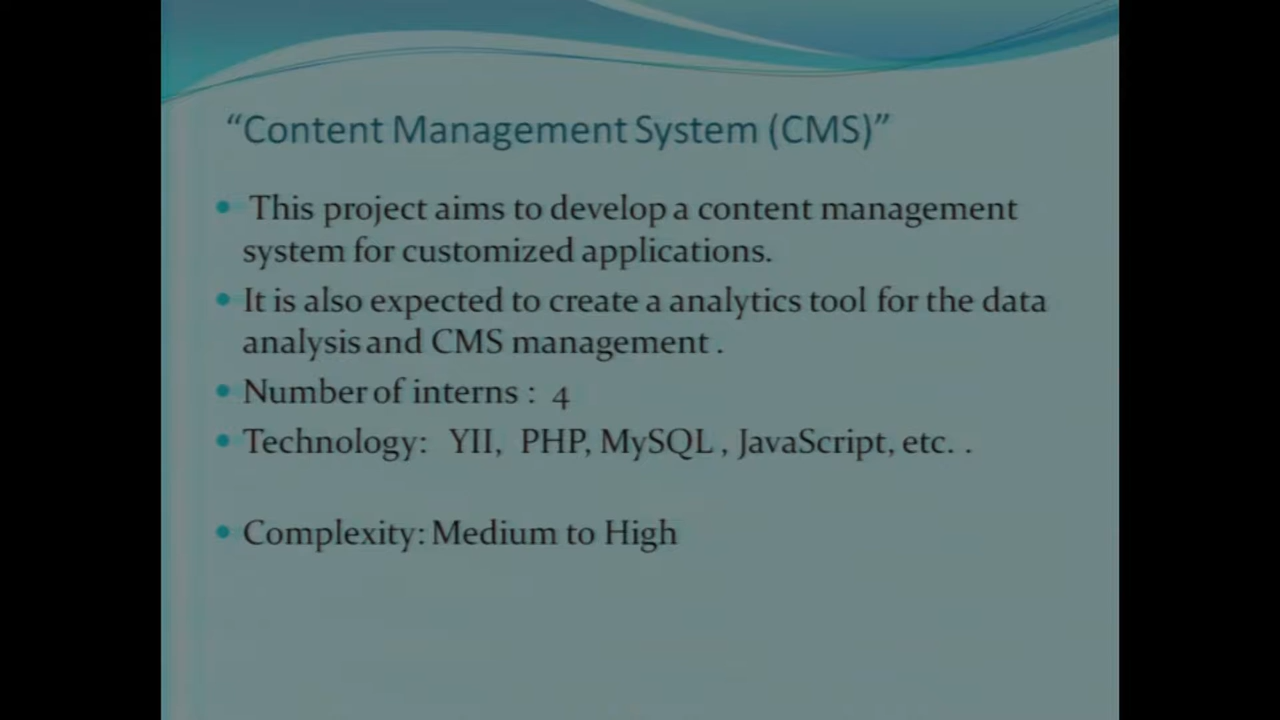 “Content Management System (CMS)”
• This project aims to develop a content management
system for customized applications.
• It is also expected to create a analytics tool for the data
analysis and CMS management .
• Number of interns : 4
• Technology: YII, PHP, MySQL , JavaScript, etc. .
• Complexity: Medium to High